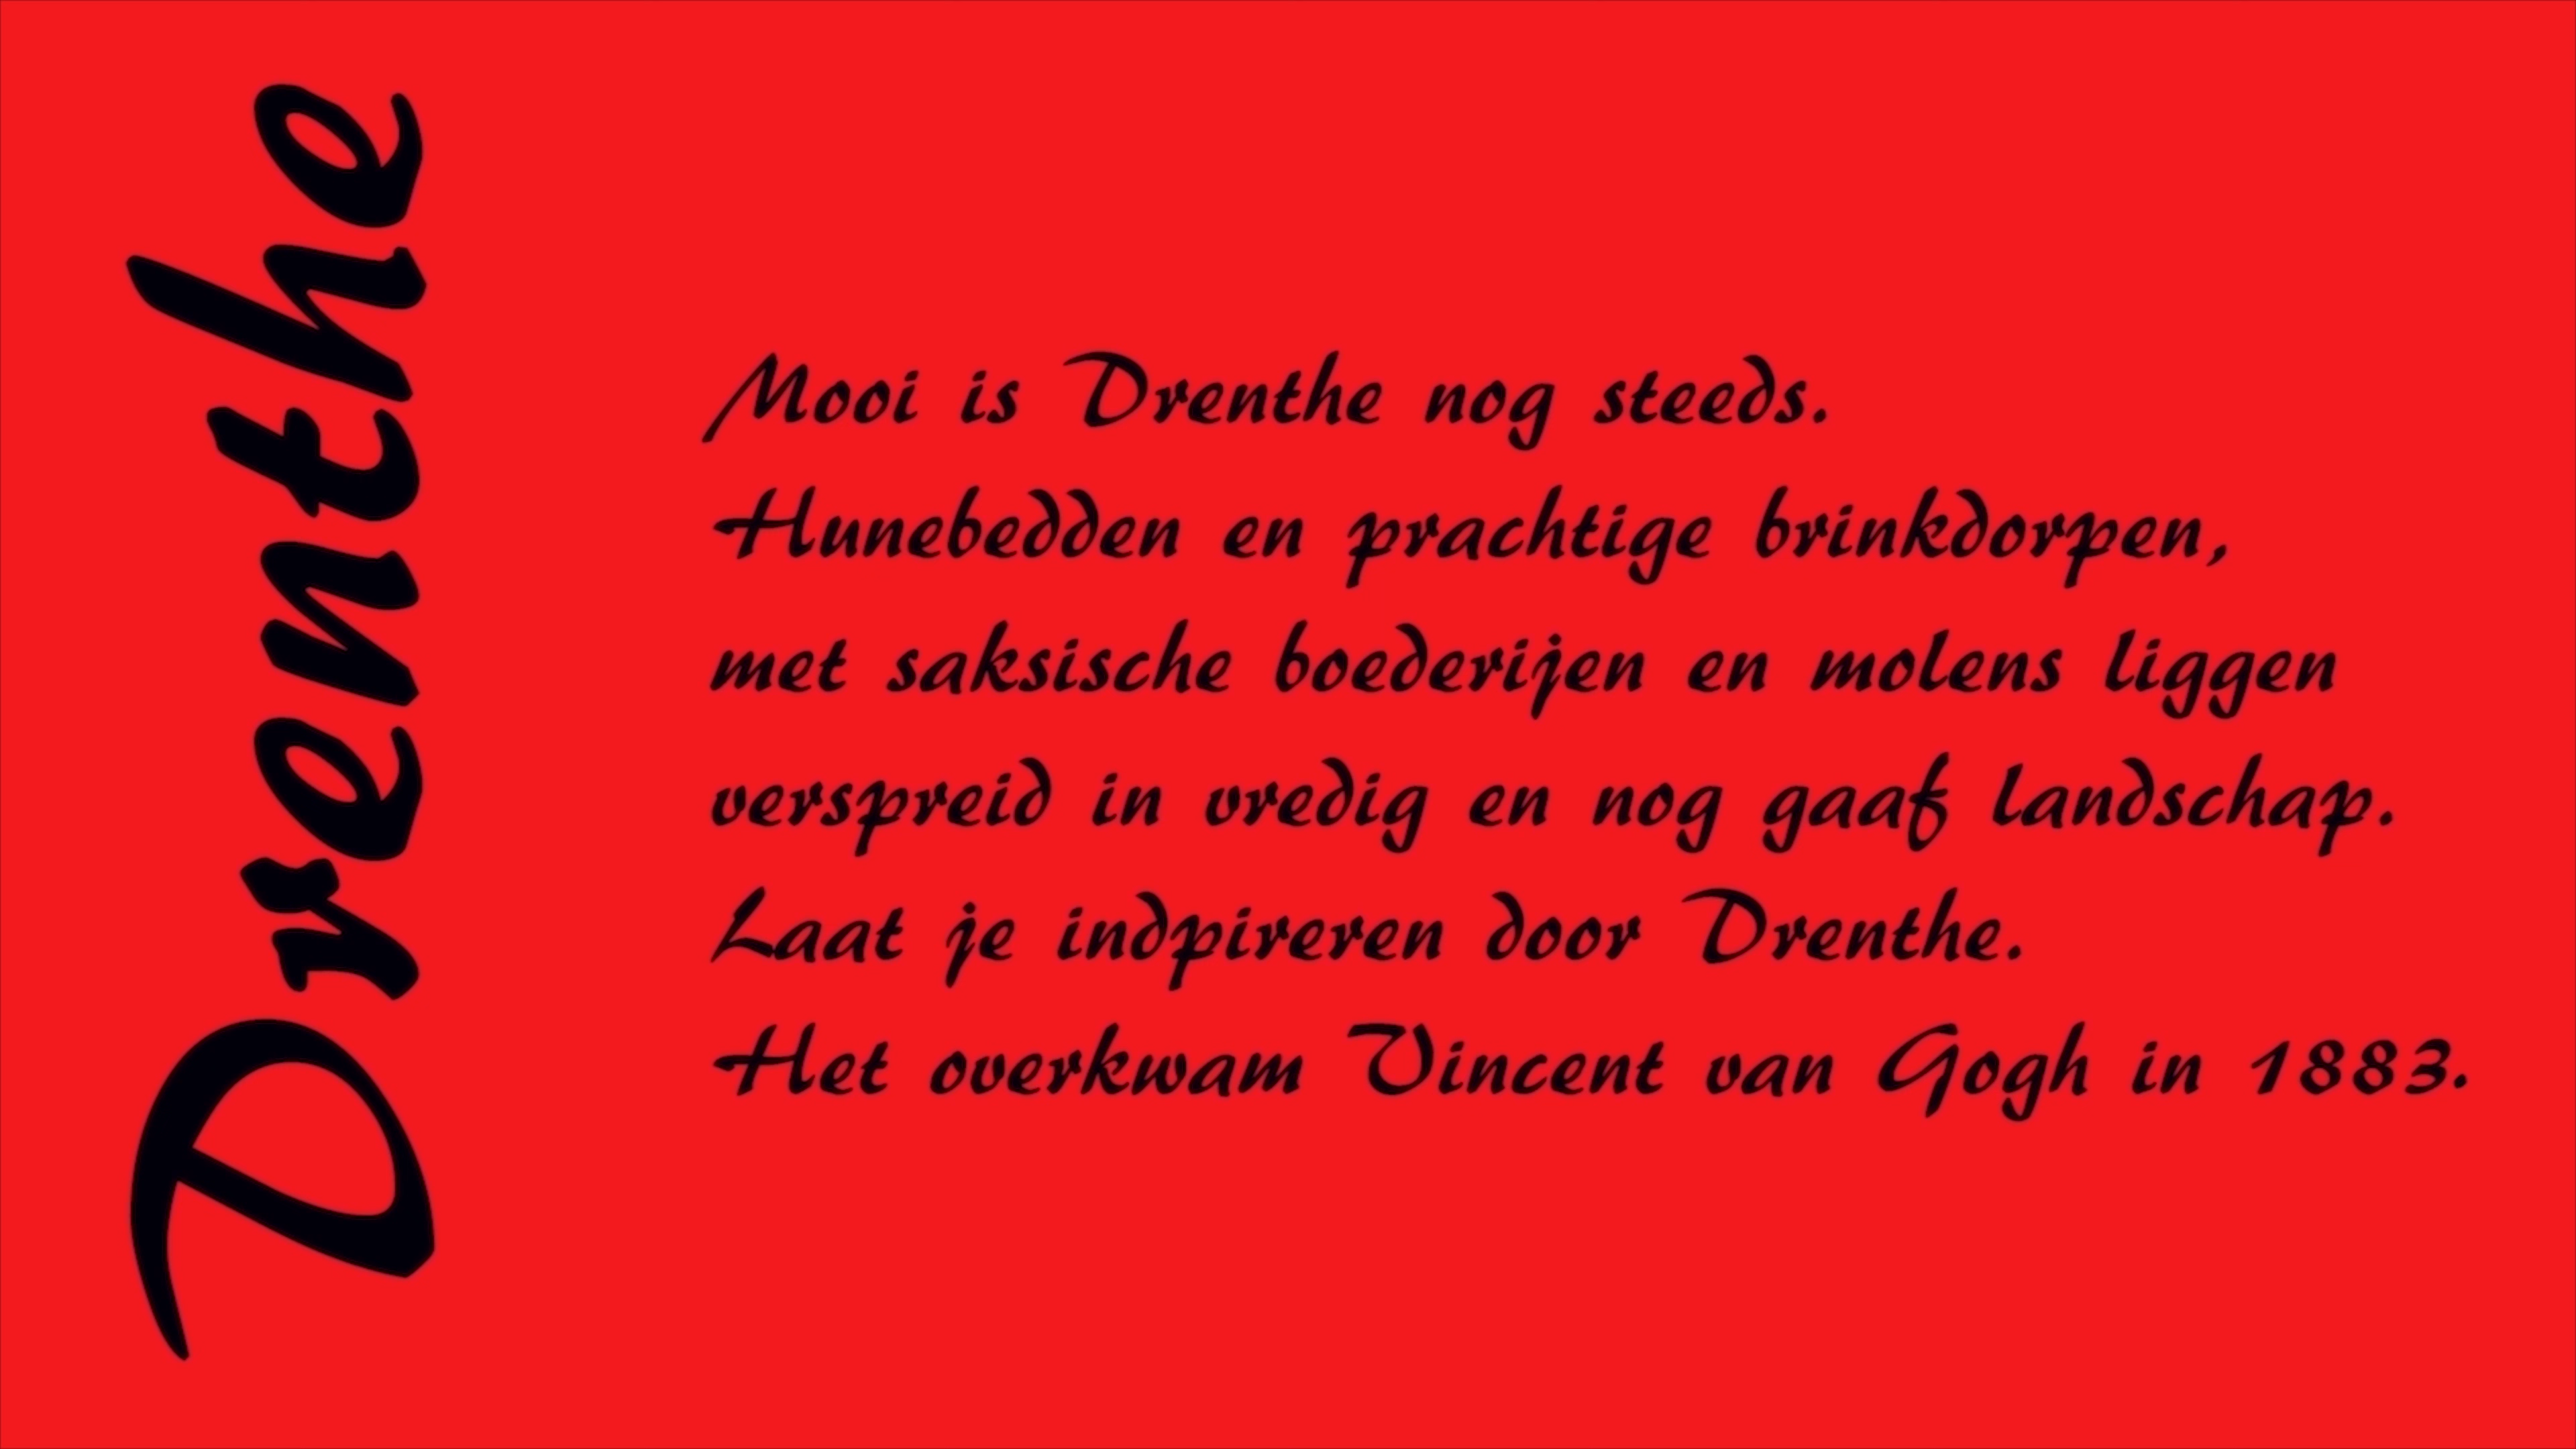 Drenthe
Mooi is Drenthe nog steeds.
Hunebedden en prachtige brinkdorpen,
met saksische boederijen en molens liggen
verspreid in vredig en nog gaaf landschap.
Laat je indpireren door Drenthe.
Het overkwam Vincent van Gogh in 1883.